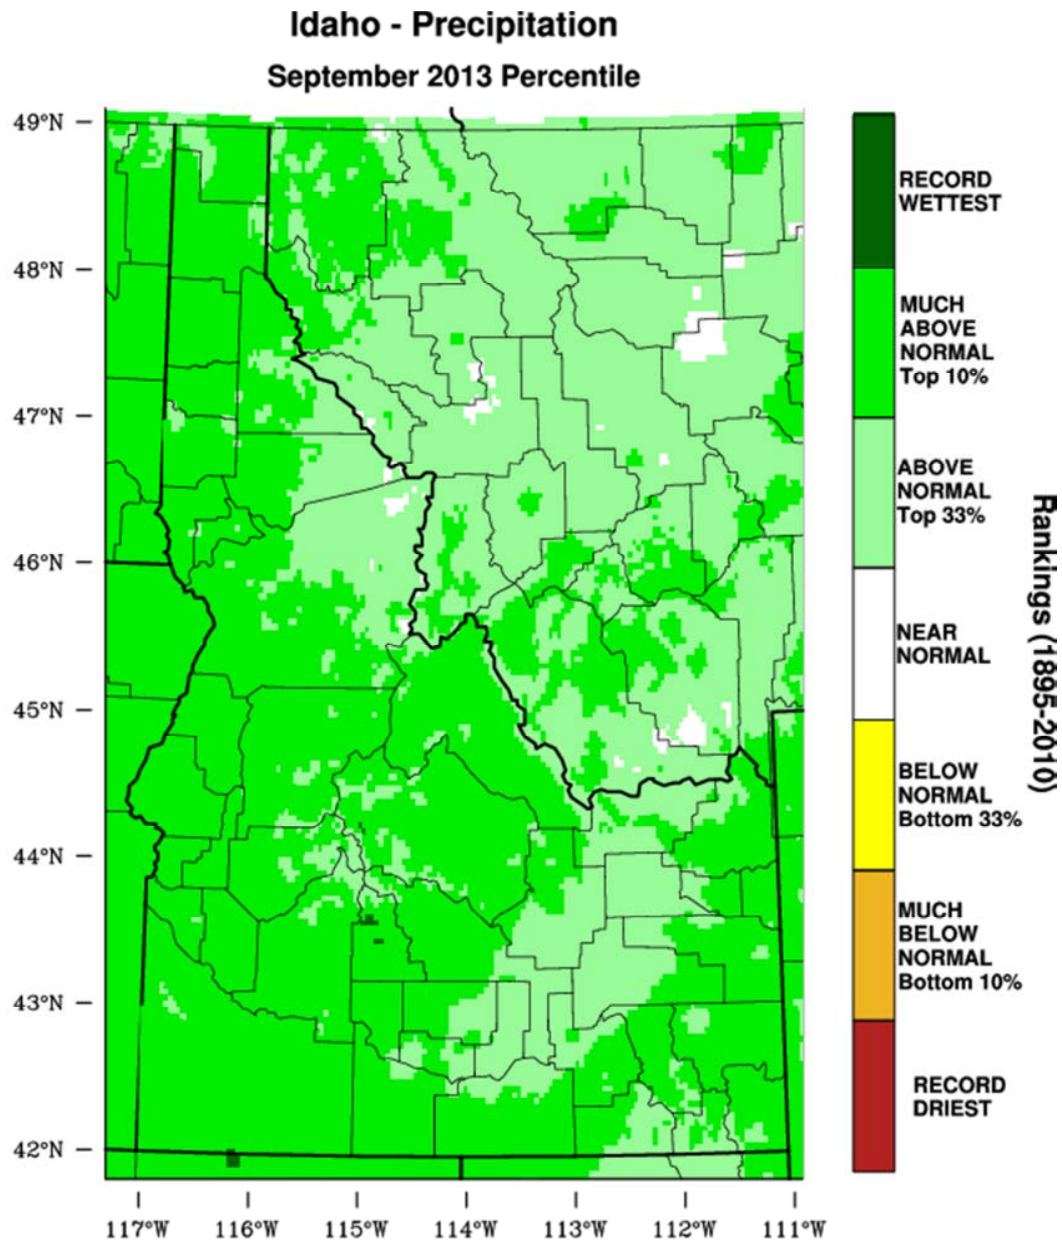 Idaho - Precipitation
September 2013 Percentile
49°N
48°N
47°N
46°N
45°N
44°N
43°N
42°N
117°W
116°W
115°W
114°W
113°W
112°W
111°W
RECORD
WETTEST
MUCH
ABOVE
NORMAL
Top 10%
ABOVE
NORMAL
Top 33%
NEAR
NORMAL
BELOW
NORMAL
Bottom 33%
MUCH
BELOW
NORMAL
Bottom 10%
RECORD
DRIEST
Rankings (1895-2010)